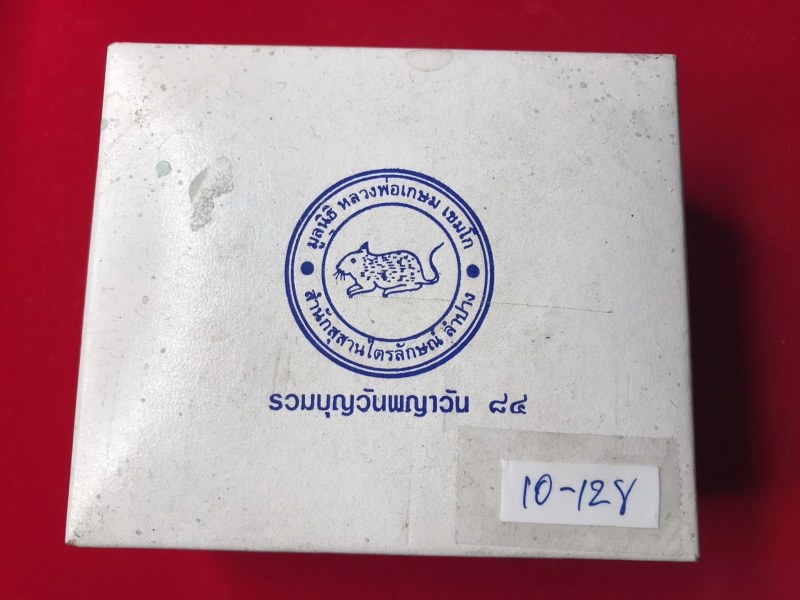 มูลนิธิ หลวงพ่อเกษม เขมโก
สำนักสุสานไตรลักษณ์ ลำปาง
รวมบุญวันพญาวัน ๘๔
10-128